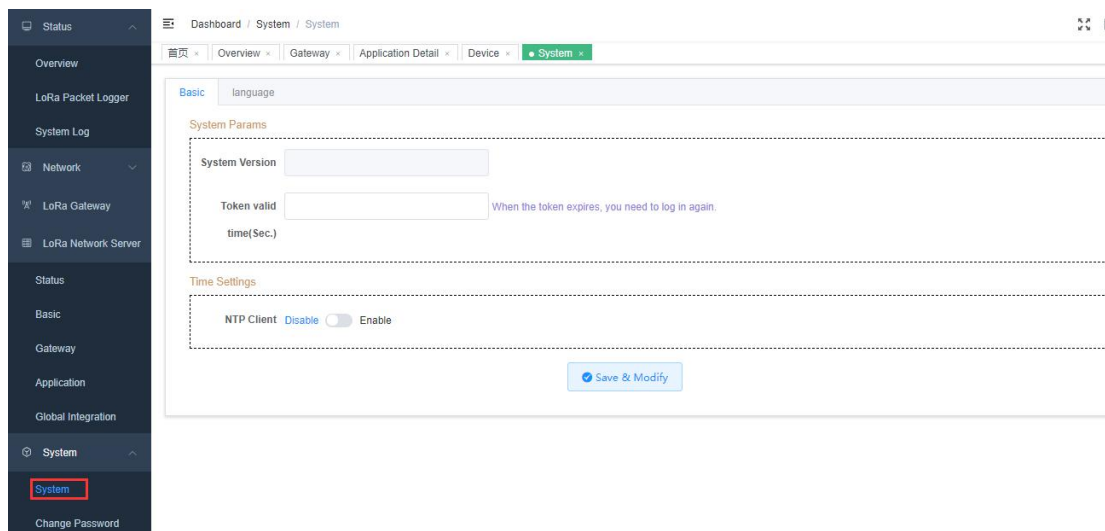 Status
Overview
LoRa Packet Logger
System Log
Network
LoRa Gateway
LoRa Network Server
Status
Basic
Gateway
Application
Global Integration
System
System
Change Password
Dashboard / System / System
首页 × Overview × Gateway × Application Detail × Device × System ×
Basic language
System Params
System Version
Token valid When the token expires, you need to log in again.
time(Sec.)
Time Settings
NTP Client Disable Enable
Save & Modify